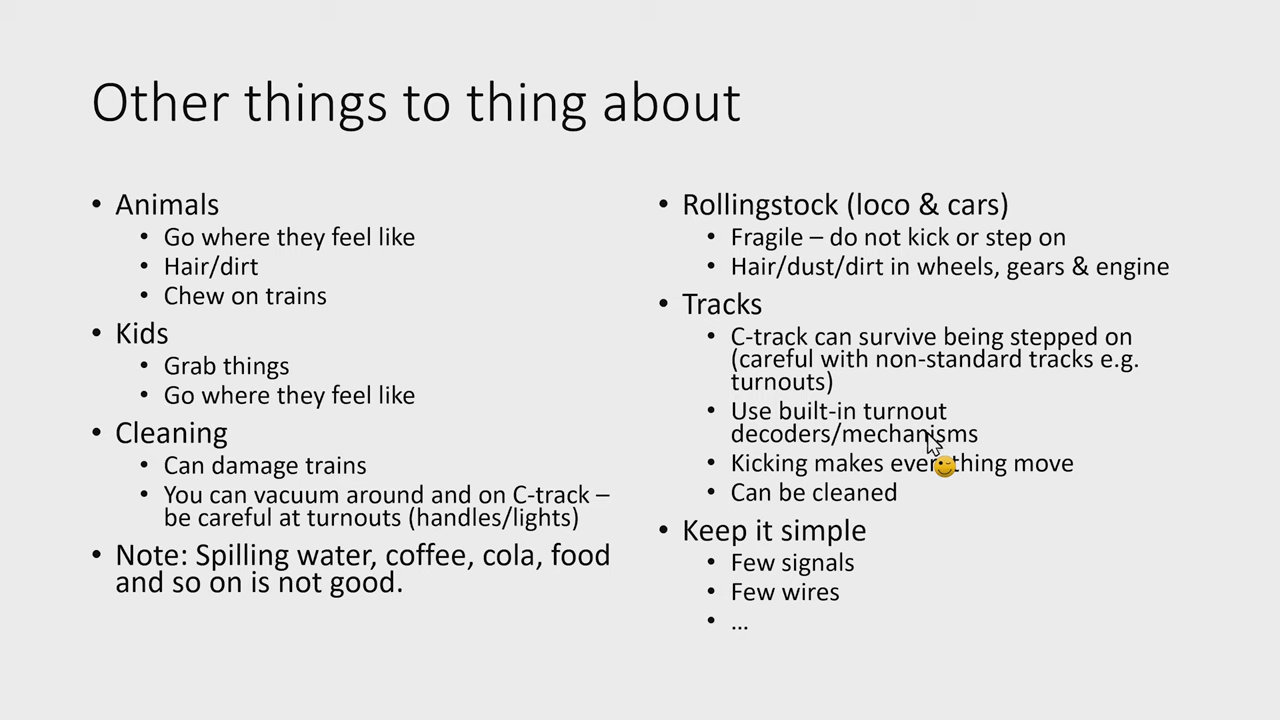 Other things to thing about
• Animals
• Go where they feel like
• Hair/dirt
• Chew on trains
• Kids
• Grab things
• Go where they feel like
• Cleaning
• Can damage trains
• You can vacuum around and on C-track –
be careful at turnouts (handles/lights)
• Note: Spilling water, coffee, cola, food
and so on is not good.
• Rollingstock (loco & cars)
• Fragile – do not kick or step on
• Hair/dust/dirt in wheels, gears & engine
• Tracks
• C-track can survive being stepped on
(careful with non-standard tracks e.g.
turnouts)
• Use built-in turnout
decoders/mechanisms
• Kicking makes everything move
• Can be cleaned
• Keep it simple
• Few signals
• Few wires
• ...